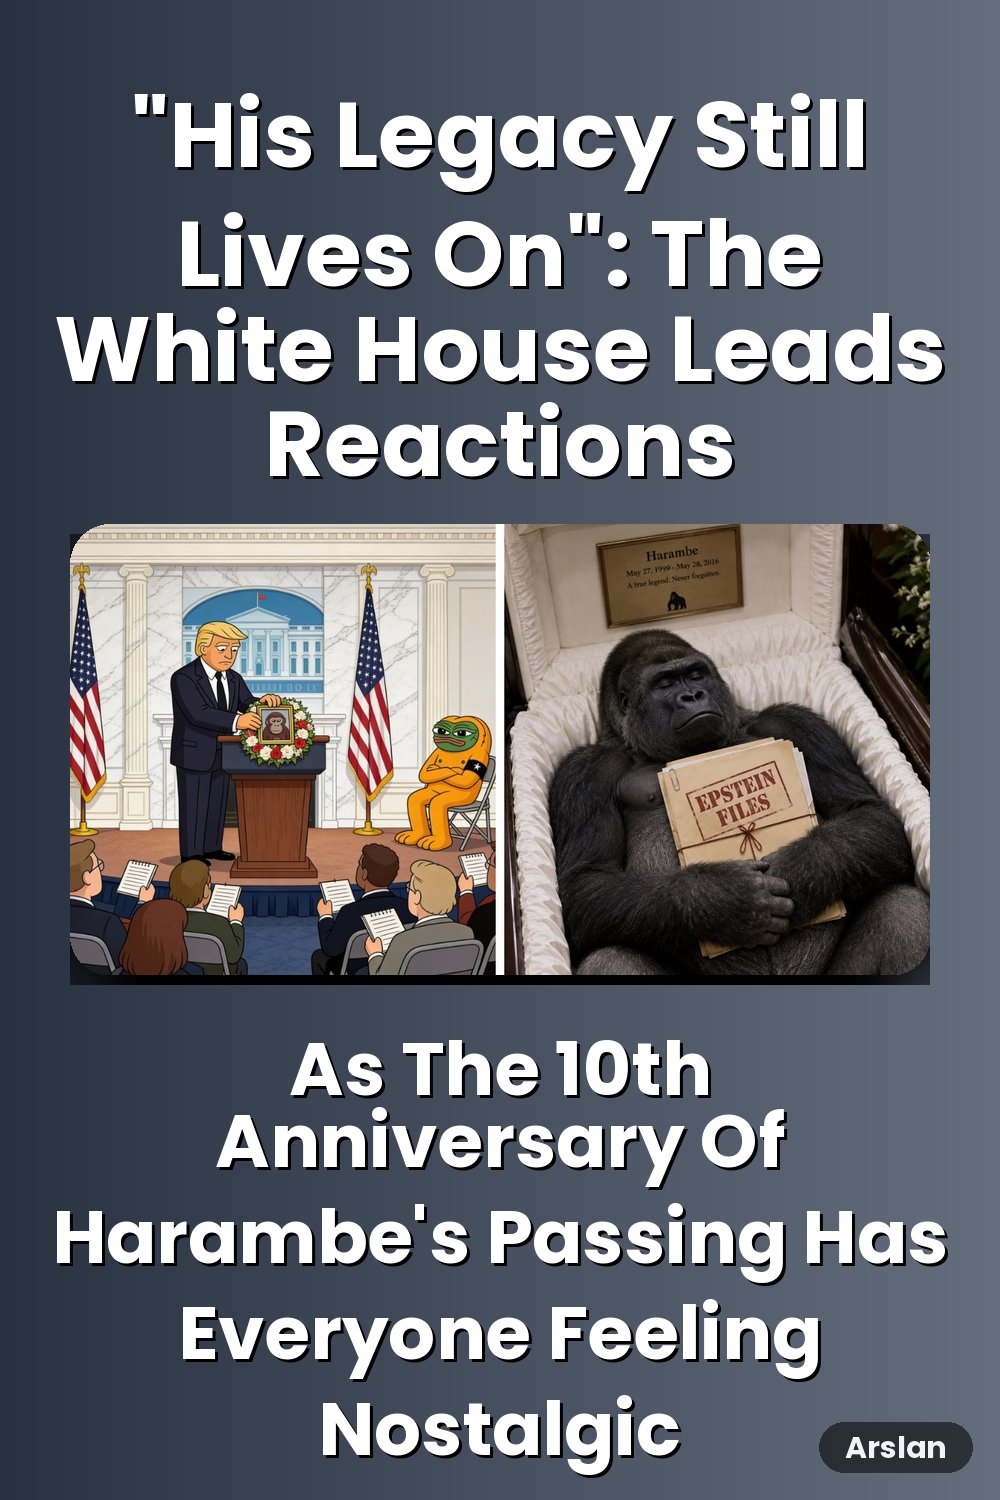 "His Legacy Still
Lives On": The
White House Leads
Reactions
Harambe
May 27, 1999 - May 28, 2016
A true legend. Never forgotten.
EPSTEIN
FILES
As The 10th
Anniversary Of
Harambe's Passing Has
Everyone Feeling
Nostalgic
Arslan